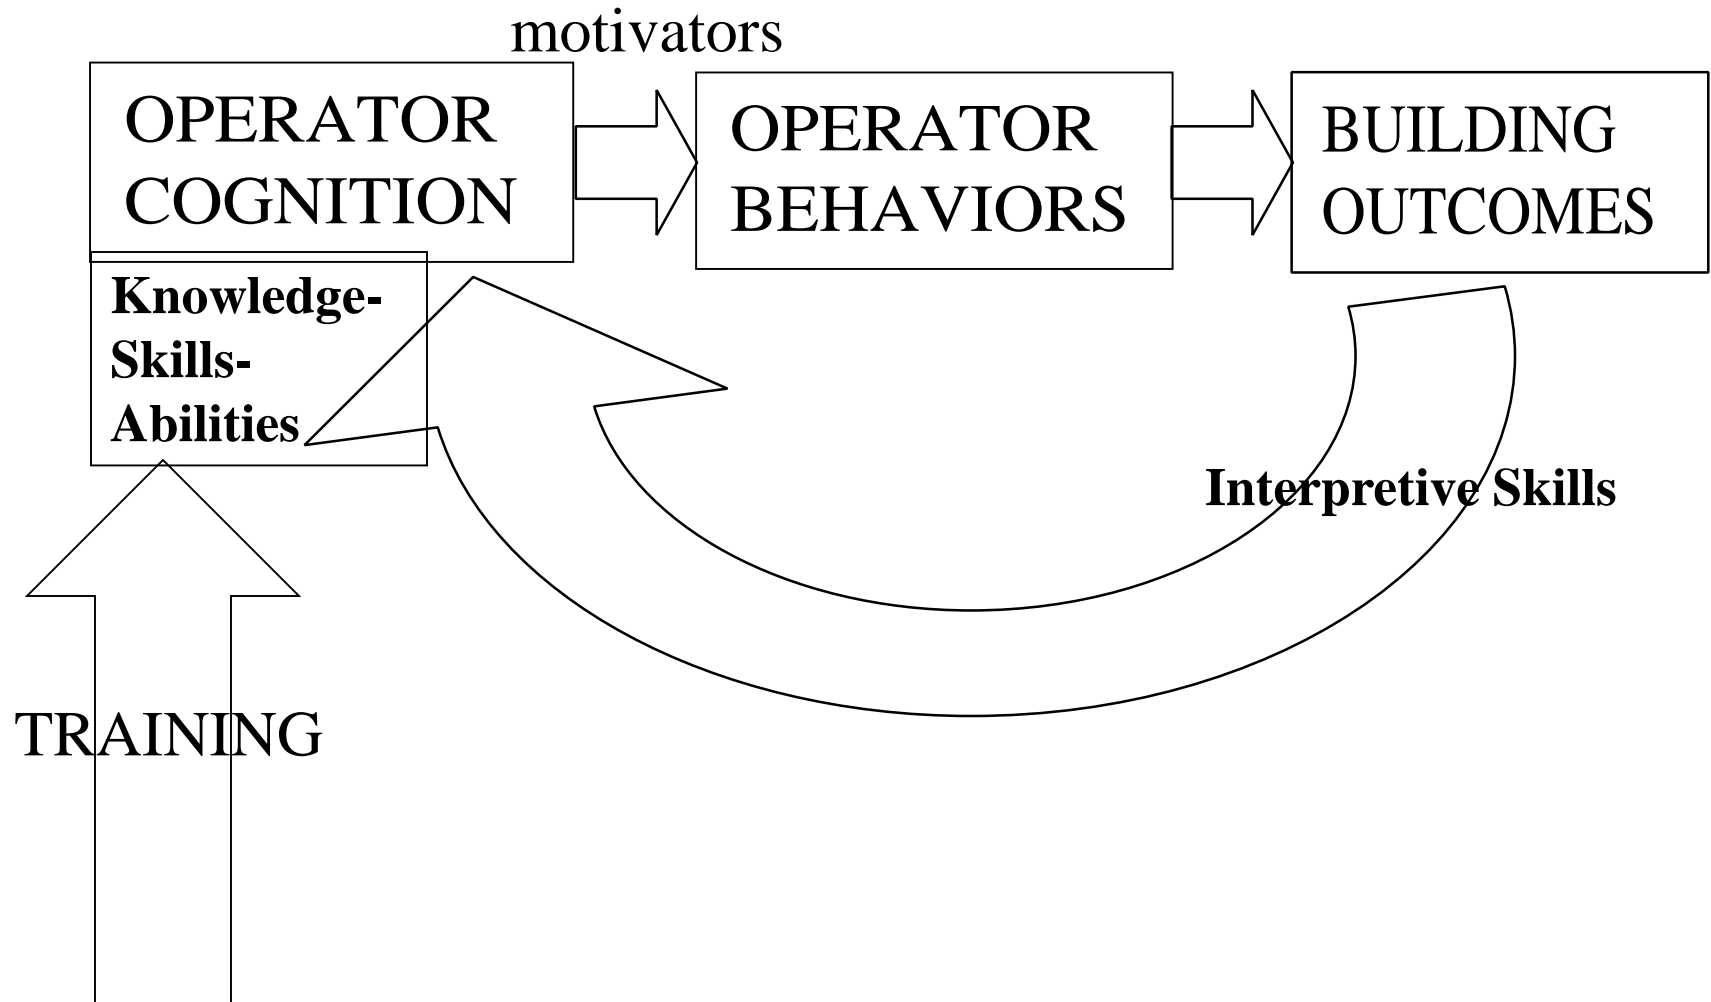 motivators
OPERATOR
COGNITION
OPERATOR
BEHAVIORS
BUILDING
OUTCOMES
Knowledge-
Skills-
Abilities
Interpretive Skills
TRAINING